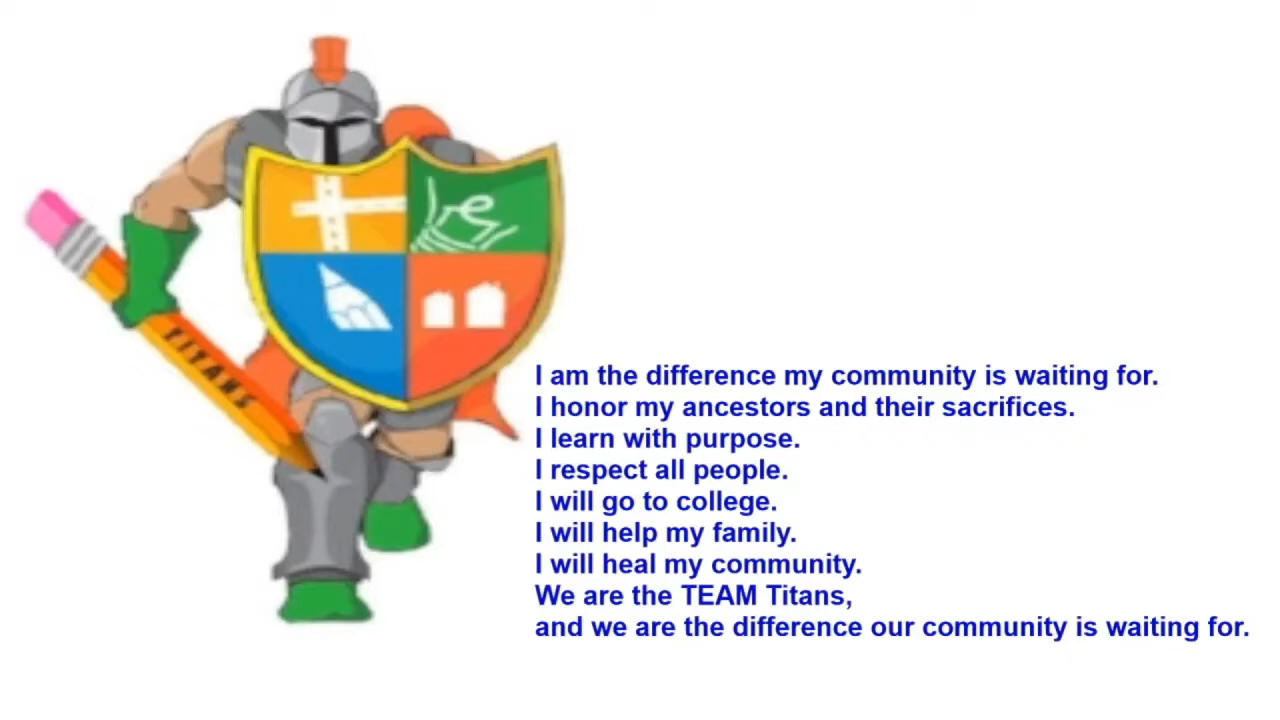 TITANS
I am the difference my community is waiting for.
I honor my ancestors and their sacrifices.
I learn with purpose.
I respect all people.
I will go to college.
I will help my family.
I will heal my community.
We are the TEAM Titans,
and we are the difference our community is waiting for.